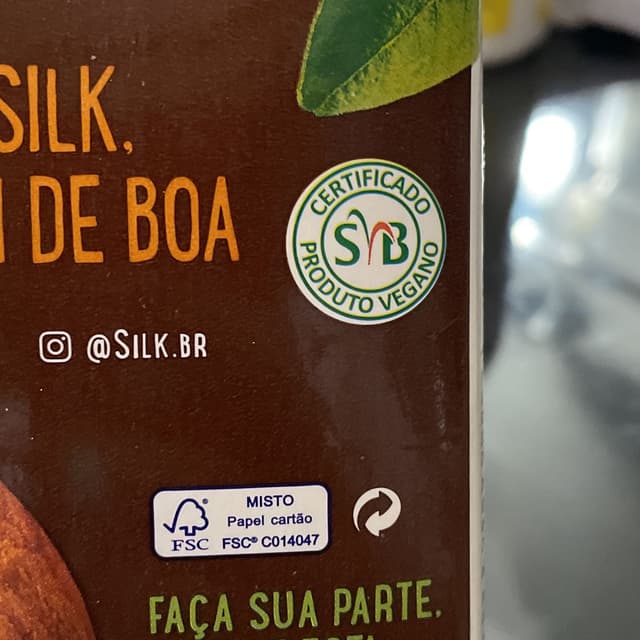 SILK,
DE BOA
CERTIFICADO
SVB
PRODUTO VEGANO
@SILK.BR
FSC
MISTO
Papel cartão
FSC® C014047
FAÇA SUA PARTE.